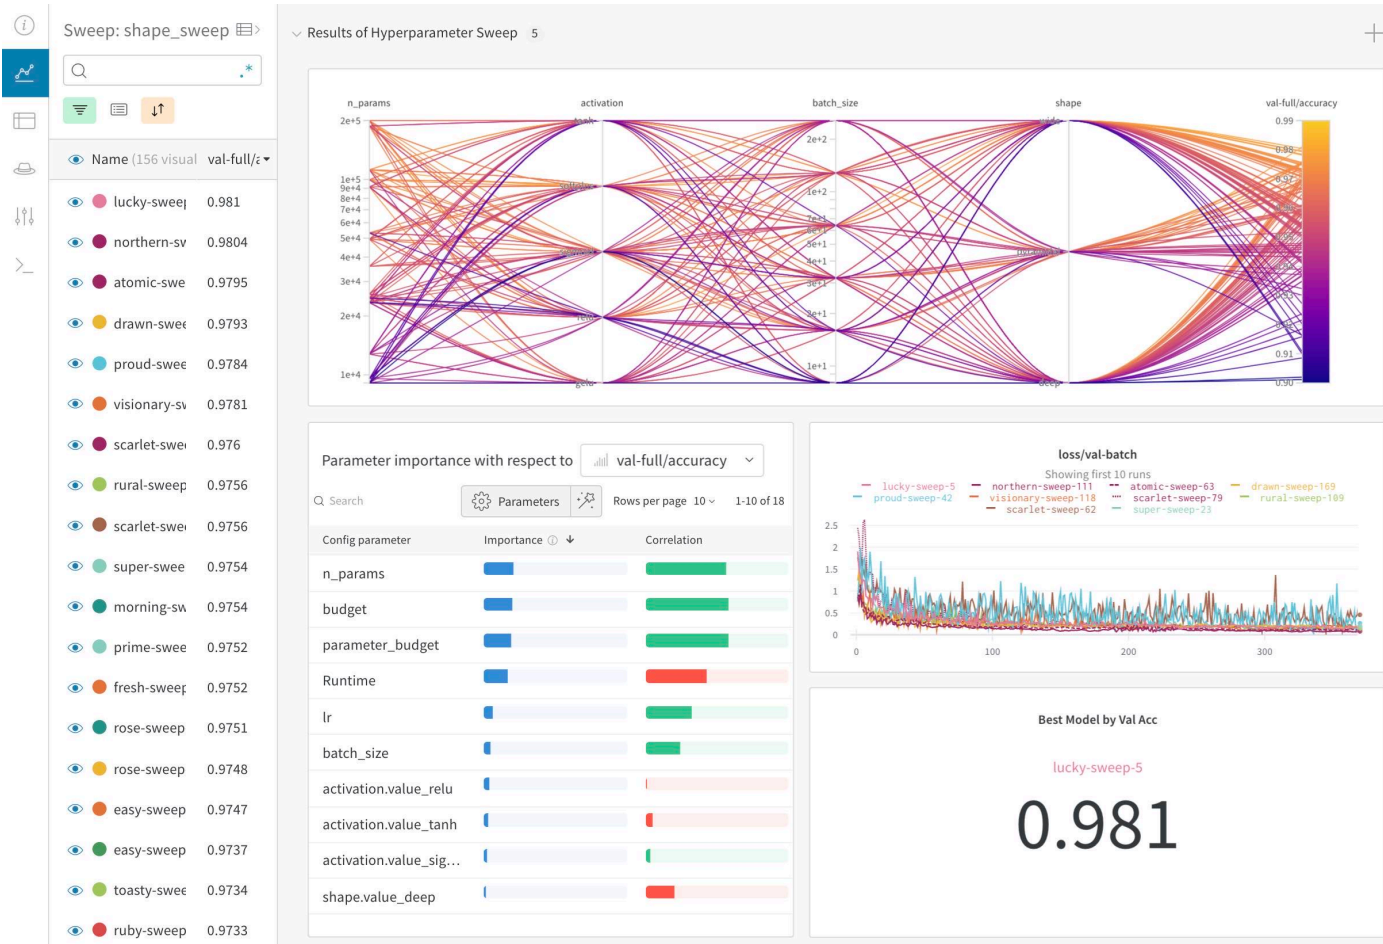 Sweep: shape_sweep
.*
Name (156 visual val-full/a
lucky-sweep 0.981
northern-sv 0.9804
atomic-swe 0.9795
drawn-swee 0.9793
proud-swee 0.9784
visionary-sv 0.9781
scarlet-swe 0.976
rural-sweep 0.9756
scarlet-swe 0.9756
super-swee 0.9754
morning-sw 0.9754
prime-swee 0.9752
fresh-sweep 0.9752
rose-sweep 0.9751
rose-sweep 0.9748
easy-sweep 0.9747
easy-sweep 0.9737
toasty-swee 0.9734
ruby-sweep 0.9733
Results of Hyperparameter Sweep 5
n_params activation batch_size shape val-full/accuracy
2e+5
1e+5
9e+4
8e+4
7e+4
6e+4
5e+4
4e+4
3e+4
2e+4
1e+4
tanh
relu
gelu
2e+2
1e+2
7e+1
6e+1
5e+1
4e+1
3e+1
2e+1
1e+1
wide
deep
0.99
0.98
0.97
0.93
0.91
0.90
Parameter importance with respect to val-full/accuracy
Search Parameters Rows per page 10 1-10 of 18
Config parameter Importance Correlation
n_params
budget
parameter_budget
Runtime
lr
batch_size
activation.value_relu
activation.value_tanh
activation.value_sig...
shape.value_deep
loss/val-batch
Showing first 10 runs
lucky-sweep-5 northern-sweep-111 atomic-sweep-63 drawn-sweep-169
proud-sweep-42 visionary-sweep-118 scarlet-sweep-79 rural-sweep-109
scarlet-sweep-62 super-sweep-23
2.5
2
1.5
1
0.5
0
0 100 200 300
Best Model by Val Acc
lucky-sweep-5
0.981